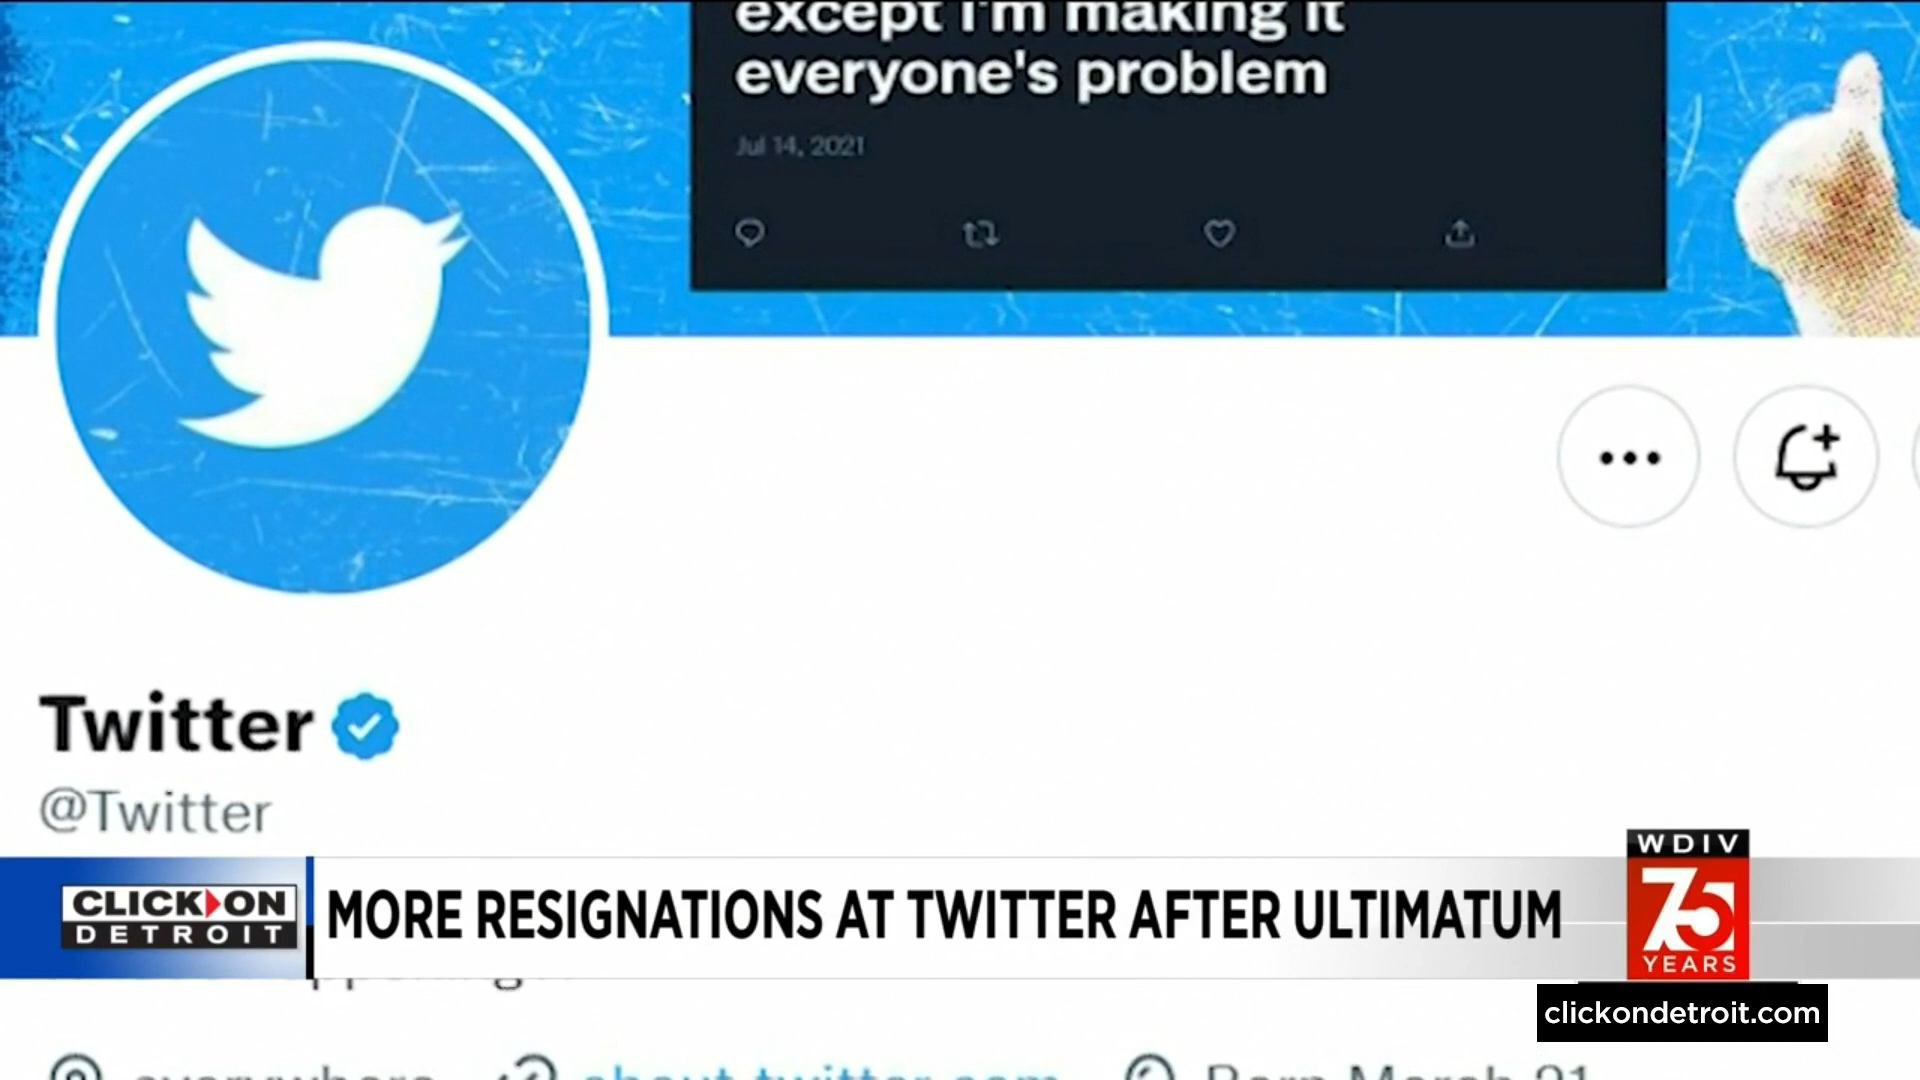 except I'm making it
everyone's problem
Jul 14, 2021
Twitter
@Twitter
CLICK ON
DETROIT
MORE RESIGNATIONS AT TWITTER AFTER ULTIMATUM
WDIV
75
YEARS
clickondetroit.com
everywhere
about.twitter.com
Born March 21